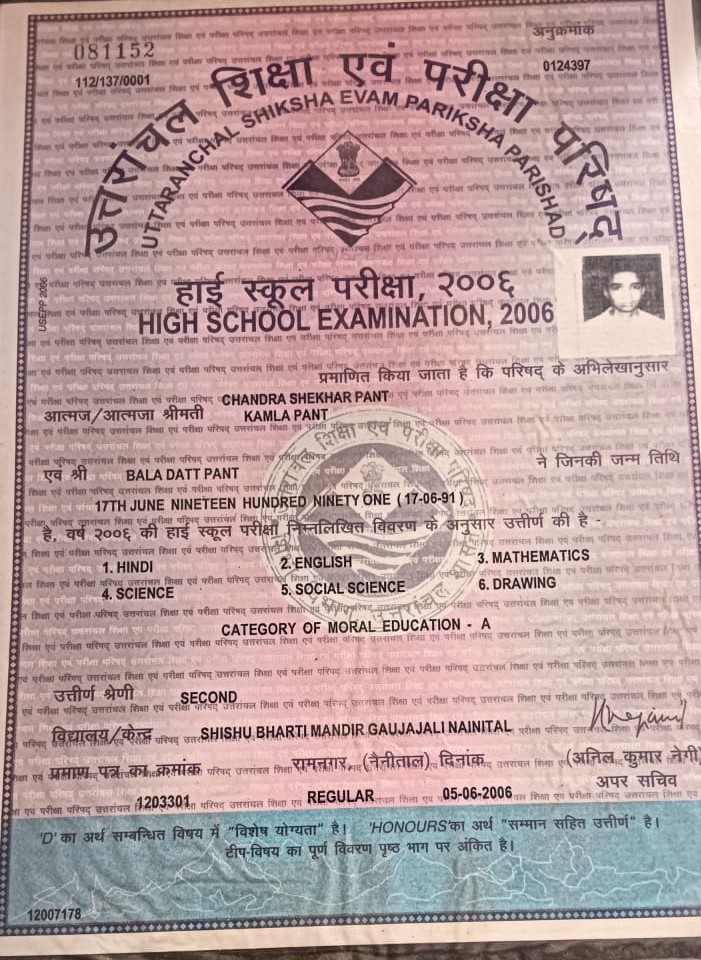 081152
अनुक्रमांक
112/137/0001
0124397
उत्तरांचल शिक्षा एवं परीक्षा परिषद्
UTTARANCHAL SHIKSHA EVAM PARIKSHA PARISHAD
USEPP 2006
हाई स्कूल परीक्षा, २००६
HIGH SCHOOL EXAMINATION, 2006
प्रमाणित किया जाता है कि परिषद् के अभिलेखानुसार
CHANDRA SHEKHAR PANT
आत्मज/आत्मजा श्रीमती KAMLA PANT
एवं श्री BALA DATT PANT ने जिनकी जन्म तिथि
17TH JUNE NINETEEN HUNDRED NINETY ONE (17-06-91)
है, वर्ष २००६ की हाई स्कूल परीक्षा निम्नलिखित विवरण के अनुसार उत्तीर्ण की है -
1. HINDI 2. ENGLISH 3. MATHEMATICS
4. SCIENCE 5. SOCIAL SCIENCE 6. DRAWING
CATEGORY OF MORAL EDUCATION - A
उत्तीर्ण श्रेणी SECOND
विद्यालय/केन्द्र SHISHU BHARTI MANDIR GAUJAJALI NAINITAL
प्रमाण पत्र का क्रमांक रामनगर, (नैनीताल) दिनांक (अनिल कुमार नेगी)
अपर सचिव
1203301 REGULAR 05-06-2006
'D' का अर्थ सम्बन्धित विषय में "विशेष योग्यता" है। 'HONOURS' का अर्थ "सम्मान सहित उत्तीर्ण" है।
टीप-विषय का पूर्ण विवरण पृष्ठ भाग पर अंकित है।
12007178